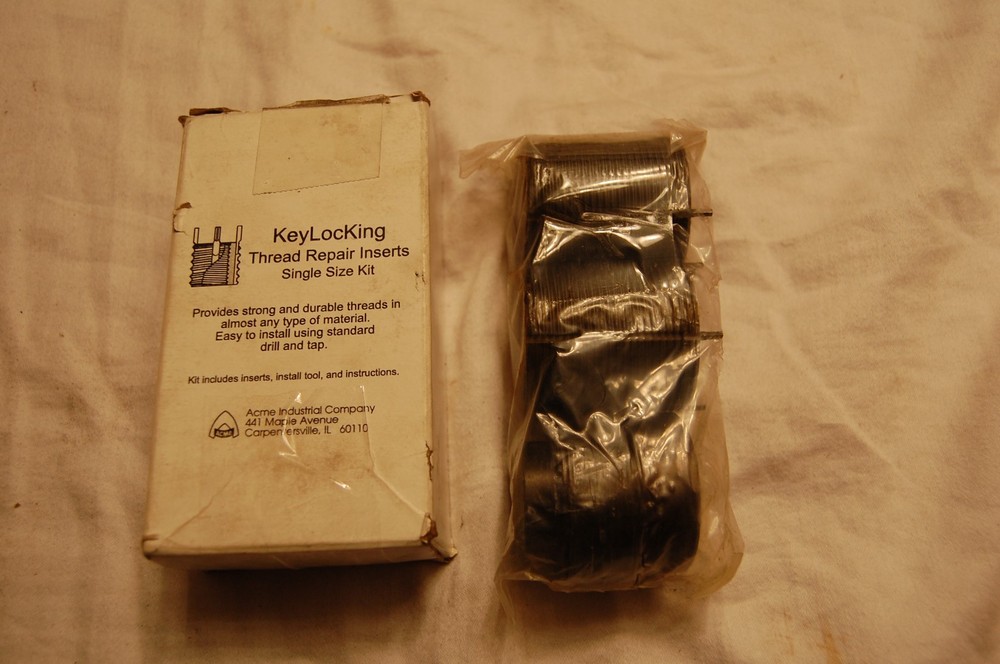 KeyLocKing
Thread Repair Inserts
Single Size Kit
Provides strong and durable threads in
almost any type of material.
Easy to install using standard
drill and tap.
Kit includes inserts, install tool, and instructions.
Acme Industrial Company
441 Maple Avenue
Carpentersville, IL 60110